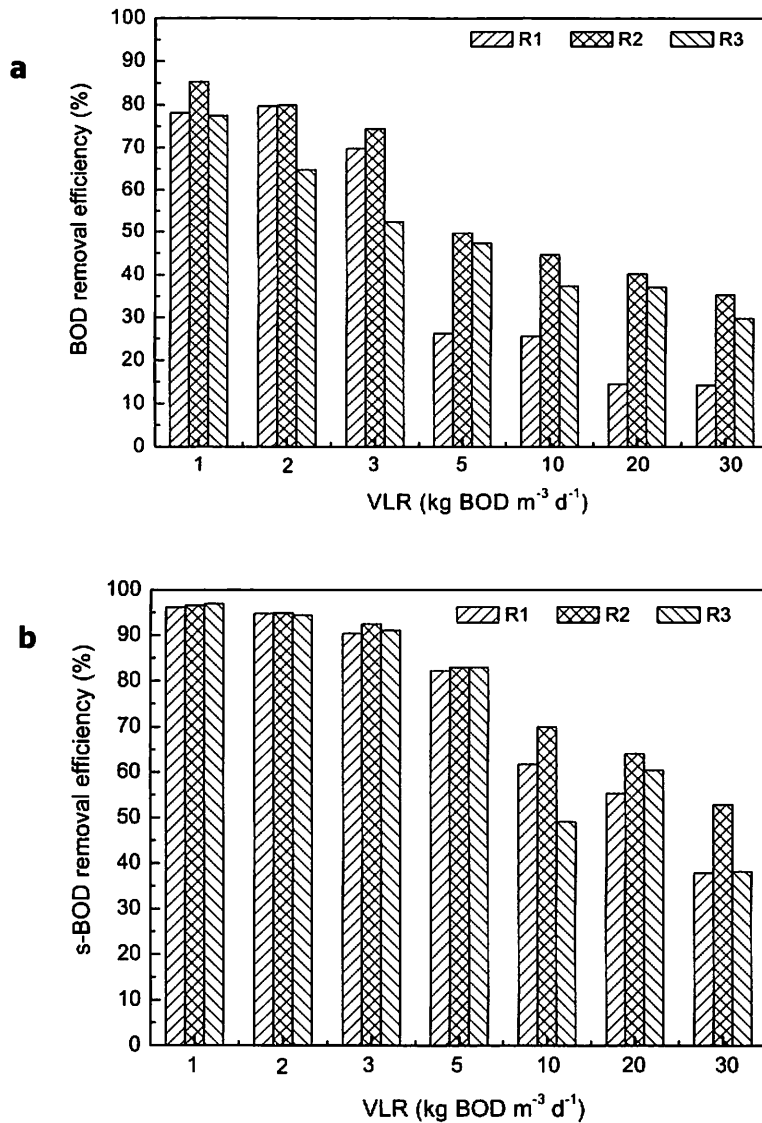 a
BOD removal efficiency (%)
100
90
80
70
60
50
40
30
20
10
0
R1 R2 R3
1 2 3 5 10 20 30
VLR (kg BOD m⁻³ d⁻¹)
b
s-BOD removal efficiency (%)
100
90
80
70
60
50
40
30
20
10
0
R1 R2 R3
1 2 3 5 10 20 30
VLR (kg BOD m⁻³ d⁻¹)